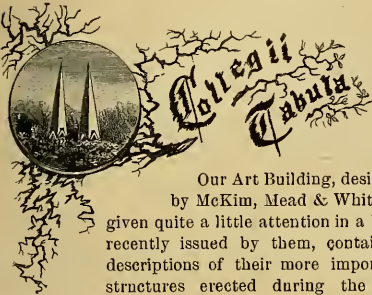 Collegii
Tabula
Our Art Building, desi
by McKim, Mead & Whit
given quite a little attention in a
recently issued by them, contai
descriptions of their more impor
structures erected during the